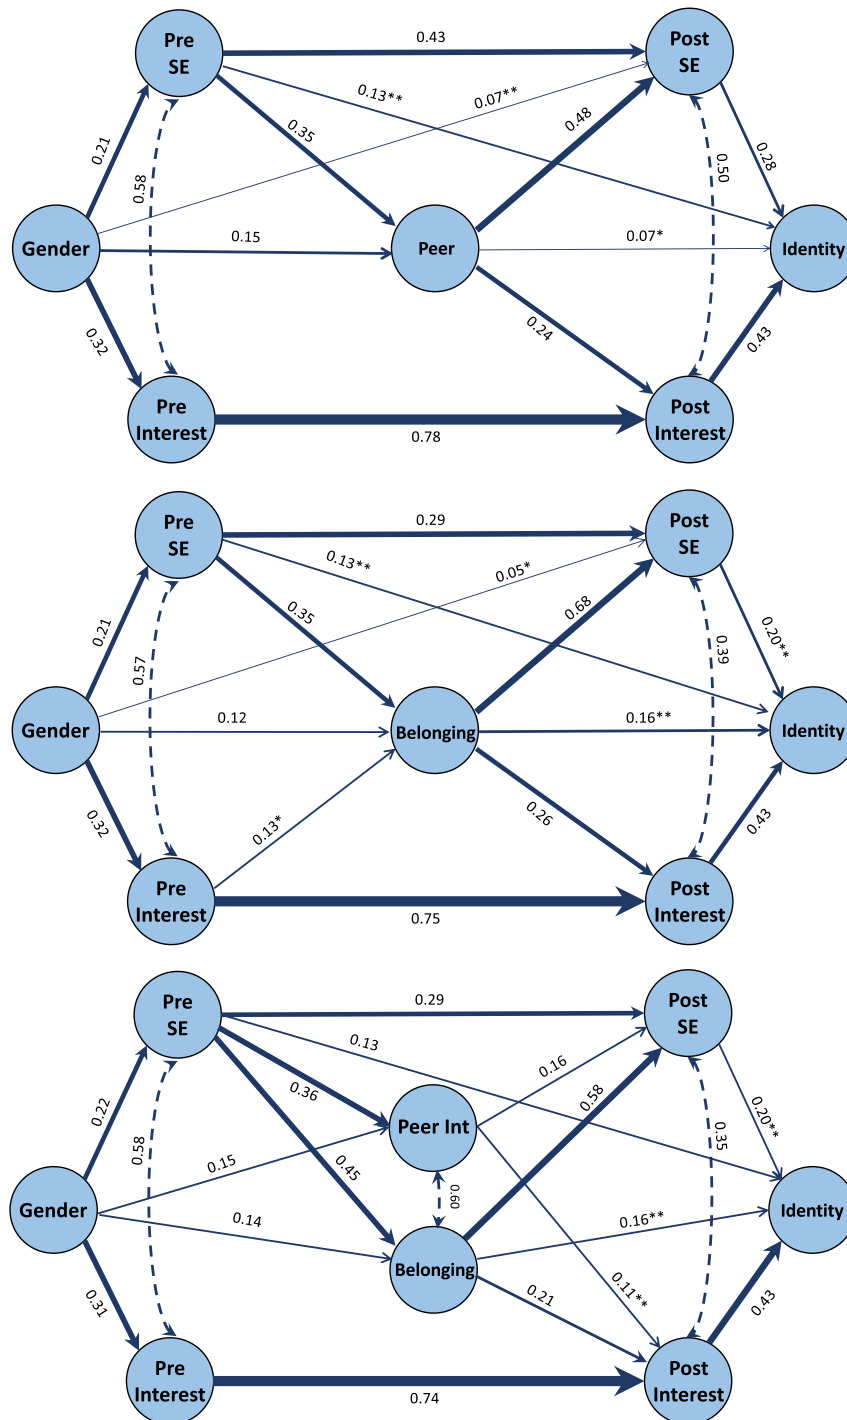 Pre
SE
0.43
Post
SE
0.13**
0.07**
0.21
0.35
0.48
0.28
0.58
0.50
Gender
0.15
Peer
0.07*
Identity
0.32
0.24
0.43
Pre
Interest
0.78
Post
Interest
Pre
SE
0.29
Post
SE
0.13**
0.05*
0.21
0.35
0.68
0.20**
0.57
0.39
Gender
0.12
Belonging
0.16**
Identity
0.32
0.13*
0.26
0.43
Pre
Interest
0.75
Post
Interest
Pre
SE
0.29
Post
SE
0.13
0.16
0.22
0.36
0.58
0.20**
Peer Int
0.58
0.45
0.35
0.15
0.60
Gender
0.14
0.16**
Identity
Belonging
0.31
0.11**
0.21
0.43
Pre
Interest
0.74
Post
Interest